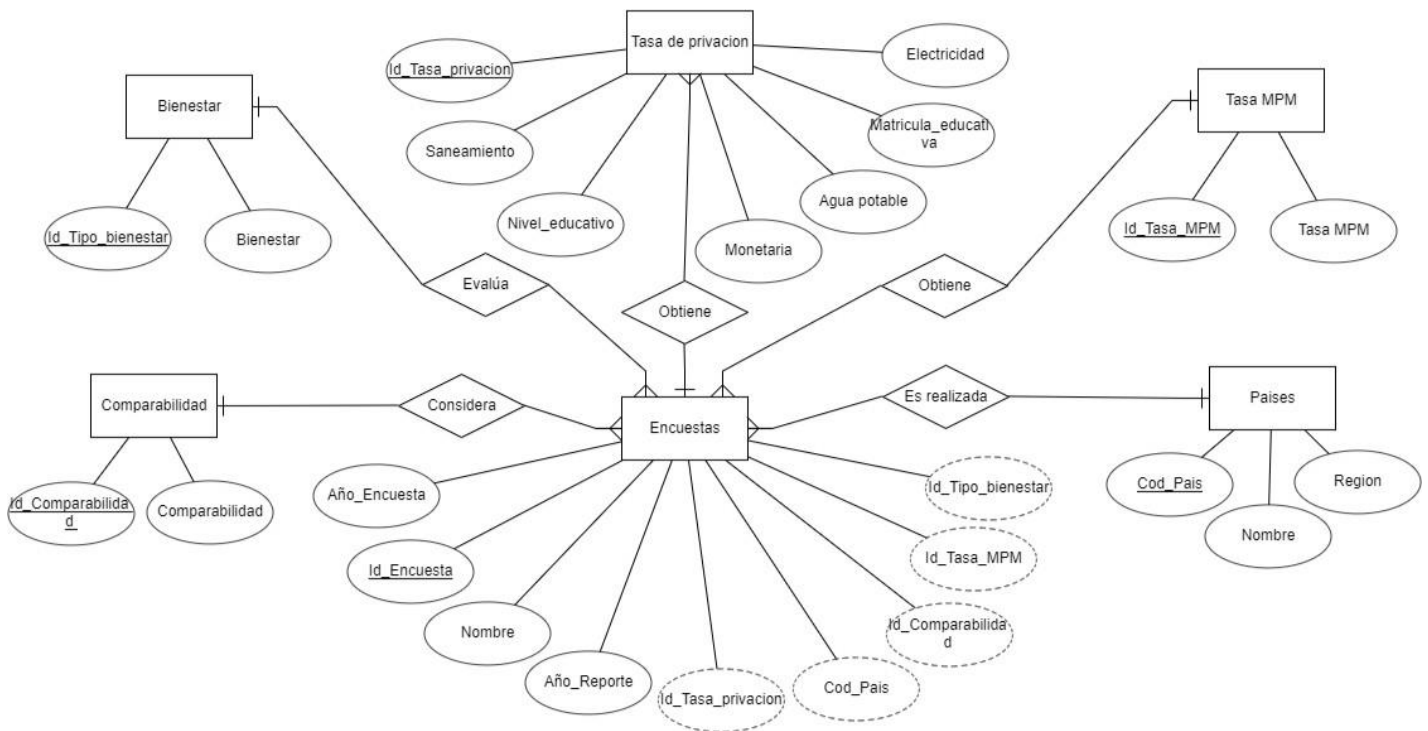 Tasa de privacion
Electricidad
Id_Tasa_privacion
Bienestar
Tasa MPM
Matricula_educati
va
Saneamiento
Agua potable
Nivel_educativo
Monetaria
Id_Tipo_bienestar
Bienestar
Id_Tasa_MPM
Tasa MPM
Evalúa
Obtiene
Obtiene
Comparabilidad
Considera
Es realizada
Paises
Encuestas
Año_Encuesta
Id_Tipo_bienestar
Cod_Pais
Region
Id_Comparabilida
d
Comparabilidad
Nombre
Id_Encuesta
Id_Tasa_MPM
Nombre
Id_Comparabilida
d
Año_Reporte
Id_Tasa_privacion
Cod_Pais